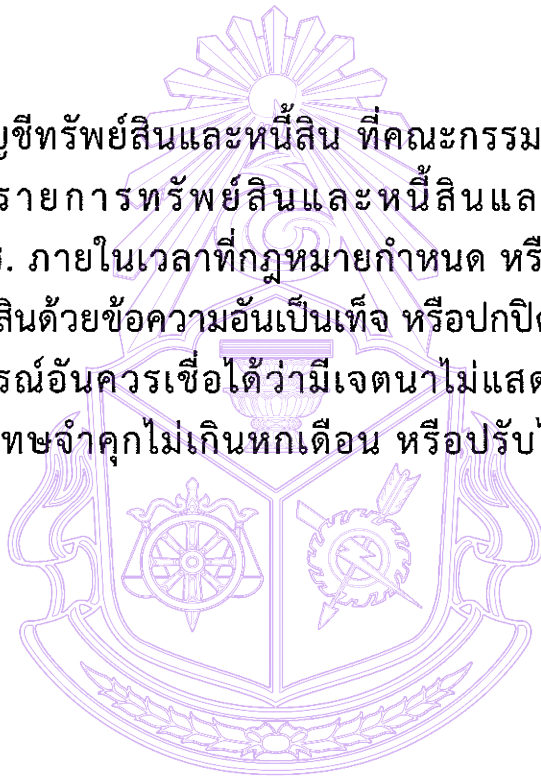 ญชีทรัพย์สินและหนี้สิน ที่คณะกรรม
รายการทรัพย์สินและหนี้สินแล
ช. ภายในเวลาที่กฎหมายกำหนด หรื
สินด้วยข้อความอันเป็นเท็จ หรือปกปิด
รณ์อันควรเชื่อได้ว่ามีเจตนาไม่แสด
ทษจำคุกไม่เกินหกเดือน หรือปรับไ